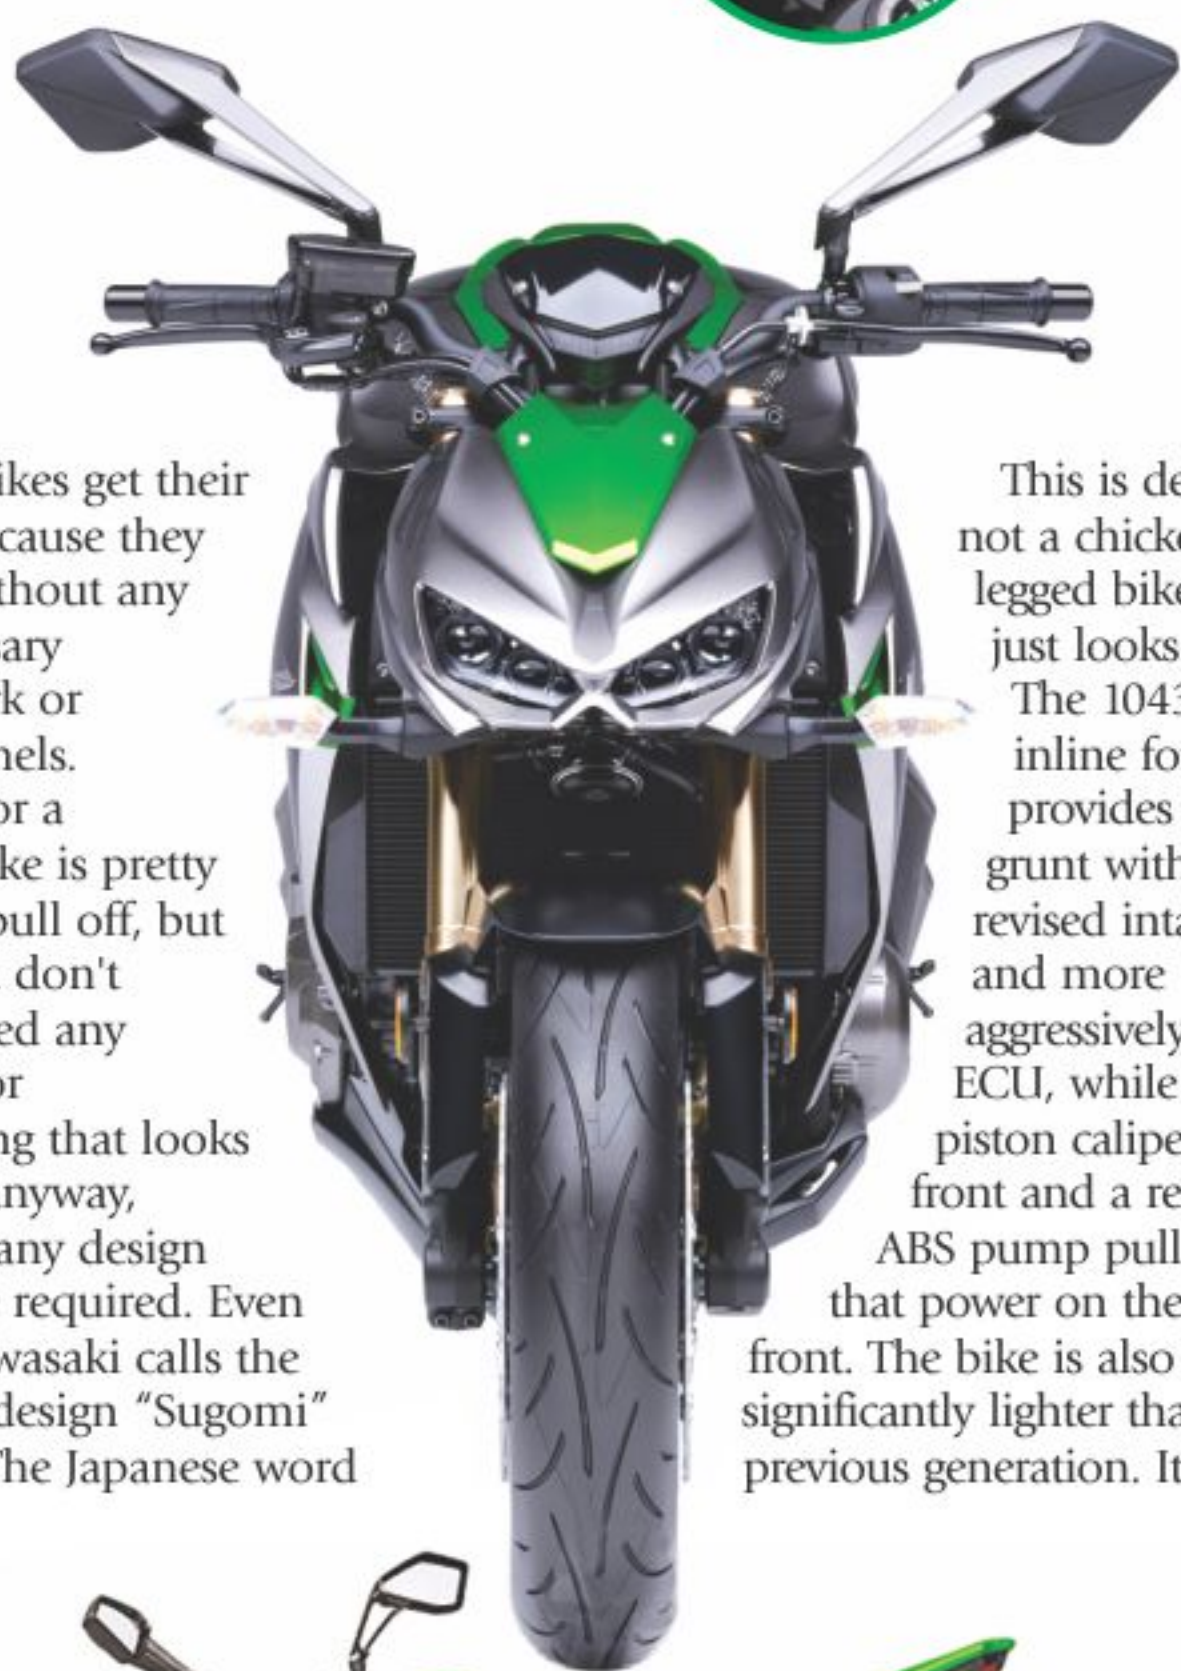 ikes get their
cause they
thout any
ary
k or
nels.
or a
ke is pretty
pull off, but
don't
ed any
or
ng that looks
anyway,
any design
required. Even
wasaki calls the
design “Sugomi”
The Japanese word
This is de
not a chicke
legged bike
just looks
The 1043
inline fo
provides
grunt with
revised inta
and more
aggressively
ECU, while
piston calipe
front and a re
ABS pump pull
that power on the
front. The bike is also
significantly lighter tha
previous generation. It